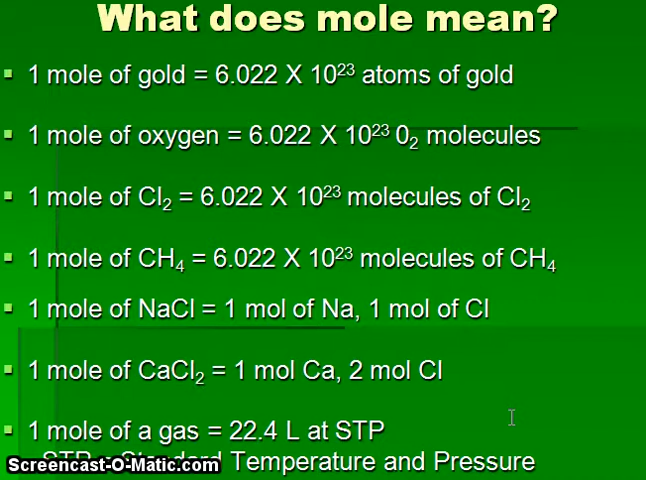 What does mole mean?
1 mole of gold = 6.022 X 10²³ atoms of gold
1 mole of oxygen = 6.022 X 10²³ 0₂ molecules
1 mole of Cl₂ = 6.022 X 10²³ molecules of Cl₂
1 mole of CH₄ = 6.022 X 10²³ molecules of CH₄
1 mole of NaCl = 1 mol of Na, 1 mol of Cl
1 mole of CaCl₂ = 1 mol Ca, 2 mol Cl
1 mole of a gas = 22.4 L at STP
STP = Standard Temperature and Pressure
Screencast-O-Matic.com